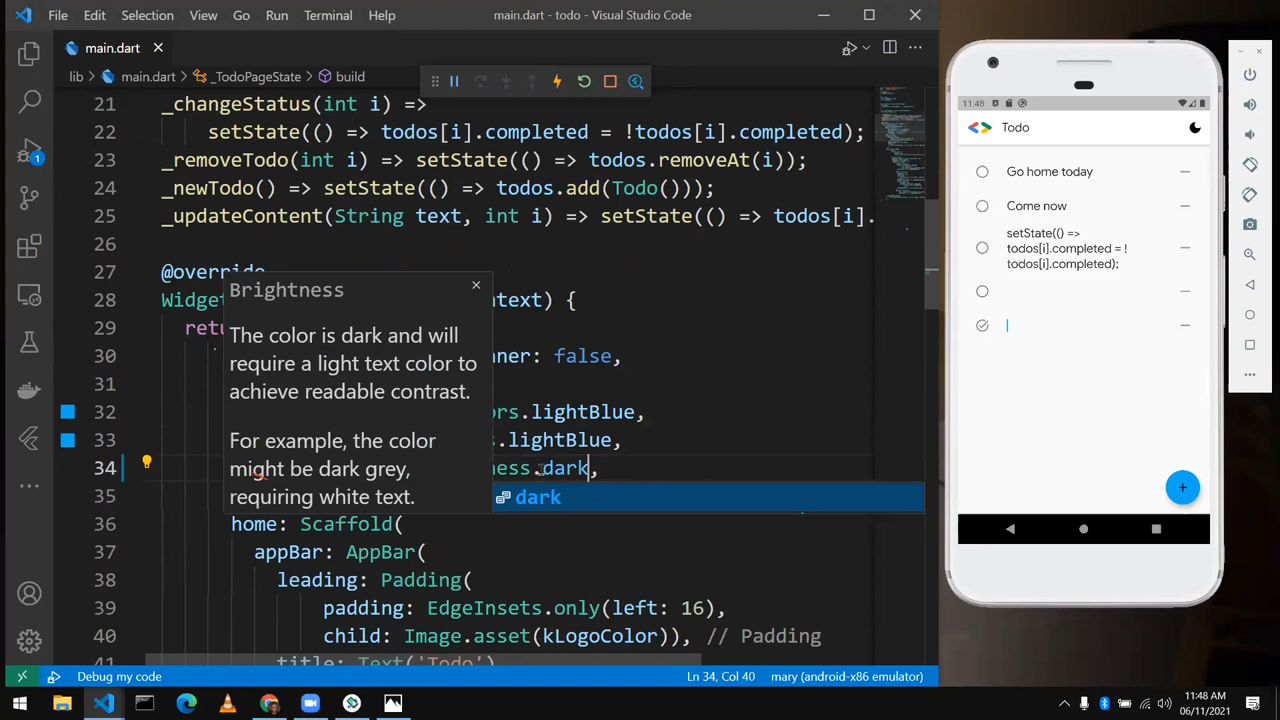 File Edit Selection View Go Run Terminal Help
main.dart - todo - Visual Studio Code
main.dart
lib main.dart _TodoPageState build
21 _changeStatus(int i) =>
22 setState(() => todos[i].completed = !todos[i].completed);
23 _removeTodo(int i) => setState(() => todos.removeAt(i));
24 _newTodo() => setState(() => todos.add(Todo()));
25 _updateContent(String text, int i) => setState(() => todos[i].
26
27 @override
28 Widget ntext) {
29 retu
30 nner: false,
31
32 ors.lightBlue,
33 s.lightBlue,
34 ness.dark,
35
36 home: Scaffold(
37 appBar: AppBar(
38 leading: Padding(
39 padding: EdgeInsets.only(left: 16),
40 child: Image.asset(kLogoColor)), // Padding
41 title: Text('Todo')
Brightness
The color is dark and will
require a light text color to
achieve readable contrast.
For example, the color
might be dark grey,
requiring white text.
dark
1
Debug my code
Ln 34, Col 40
mary (android-x86 emulator)
11:48
Todo
Go home today
Come now
setState(() =>
todos[i].completed = !
todos[i].completed);
11:48 AM
06/11/2021